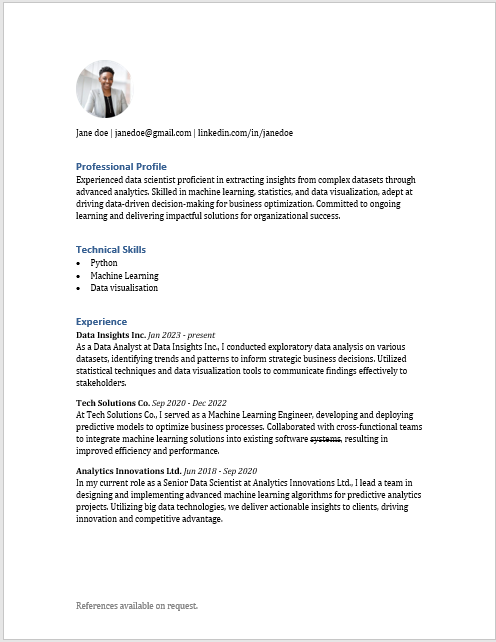 Jane doe | janedoe@gmail.com | linkedin.com/in/janedoe
Professional Profile
Experienced data scientist proficient in extracting insights from complex datasets through
advanced analytics. Skilled in machine learning, statistics, and data visualization, adept at
driving data-driven decision-making for business optimization. Committed to ongoing
learning and delivering impactful solutions for organizational success.
Technical Skills
• Python
• Machine Learning
• Data visualisation
Experience
Data Insights Inc. Jan 2023 - present
As a Data Analyst at Data Insights Inc., I conducted exploratory data analysis on various
datasets, identifying trends and patterns to inform strategic business decisions. Utilized
statistical techniques and data visualization tools to communicate findings effectively to
stakeholders.
Tech Solutions Co. Sep 2020 - Dec 2022
At Tech Solutions Co., I served as a Machine Learning Engineer, developing and deploying
predictive models to optimize business processes. Collaborated with cross-functional teams
to integrate machine learning solutions into existing software systems, resulting in
improved efficiency and performance.
Analytics Innovations Ltd. Jun 2018 - Sep 2020
In my current role as a Senior Data Scientist at Analytics Innovations Ltd., I lead a team in
designing and implementing advanced machine learning algorithms for predictive analytics
projects. Utilizing big data technologies, we deliver actionable insights to clients, driving
innovation and competitive advantage.
References available on request.